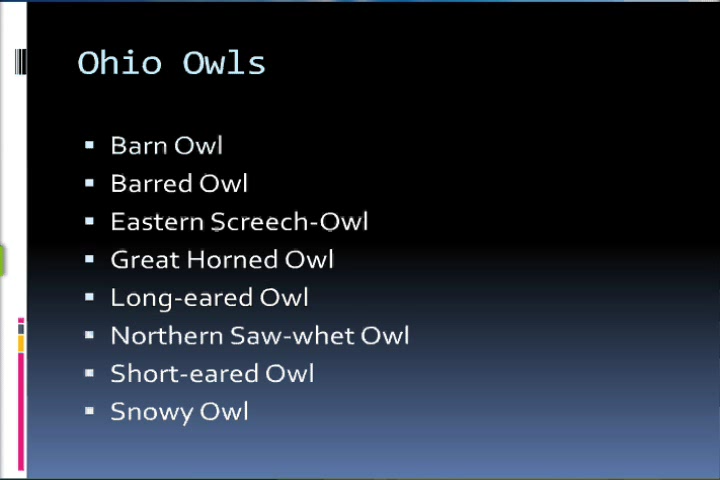 Ohio Owls
Barn Owl
Barred Owl
Eastern Screech-Owl
Great Horned Owl
Long-eared Owl
Northern Saw-whet Owl
Short-eared Owl
Snowy Owl